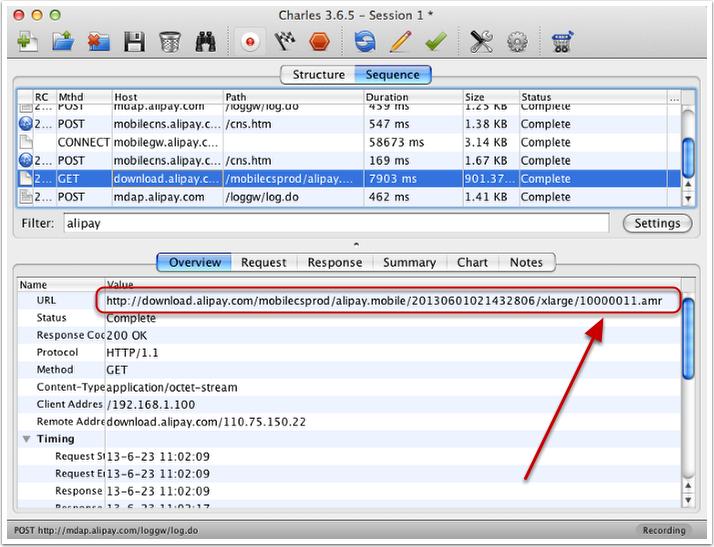 Charles 3.6.5 – Session 1 *
Structure Sequence
RC Mthd Host Path Duration Size Status ...
2... POST mdap.alipay.com /loggw/log.do 459 ms 1.25 KB Complete
2... POST mobilecns.alipay.c... /cns.htm 547 ms 1.38 KB Complete
CONNECT mobilegw.alipay.c... 58673 ms 3.14 KB Complete
2... POST mobilecns.alipay.c... /cns.htm 169 ms 1.67 KB Complete
2... GET download.alipay.c... /mobilecsprod/alipay.... 7903 ms 901.37... Complete
2... POST mdap.alipay.com /loggw/log.do 462 ms 1.41 KB Complete
Filter: alipay Settings
Overview Request Response Summary Chart Notes
Name Value
URL http://download.alipay.com/mobilecsprod/alipay.mobile/20130601021432806/xlarge/10000011.amr
Status Complete
Response Coc 200 OK
Protocol HTTP/1.1
Method GET
Content-Type application/octet-stream
Client Addres /192.168.1.100
Remote Addre download.alipay.com/110.75.150.22
Timing
Request St 13-6-23 11:02:09
Request En 13-6-23 11:02:09
Response 13-6-23 11:02:09
Response 13-6-23 11:02:17
POST http://mdap.alipay.com/loggw/log.do Recording